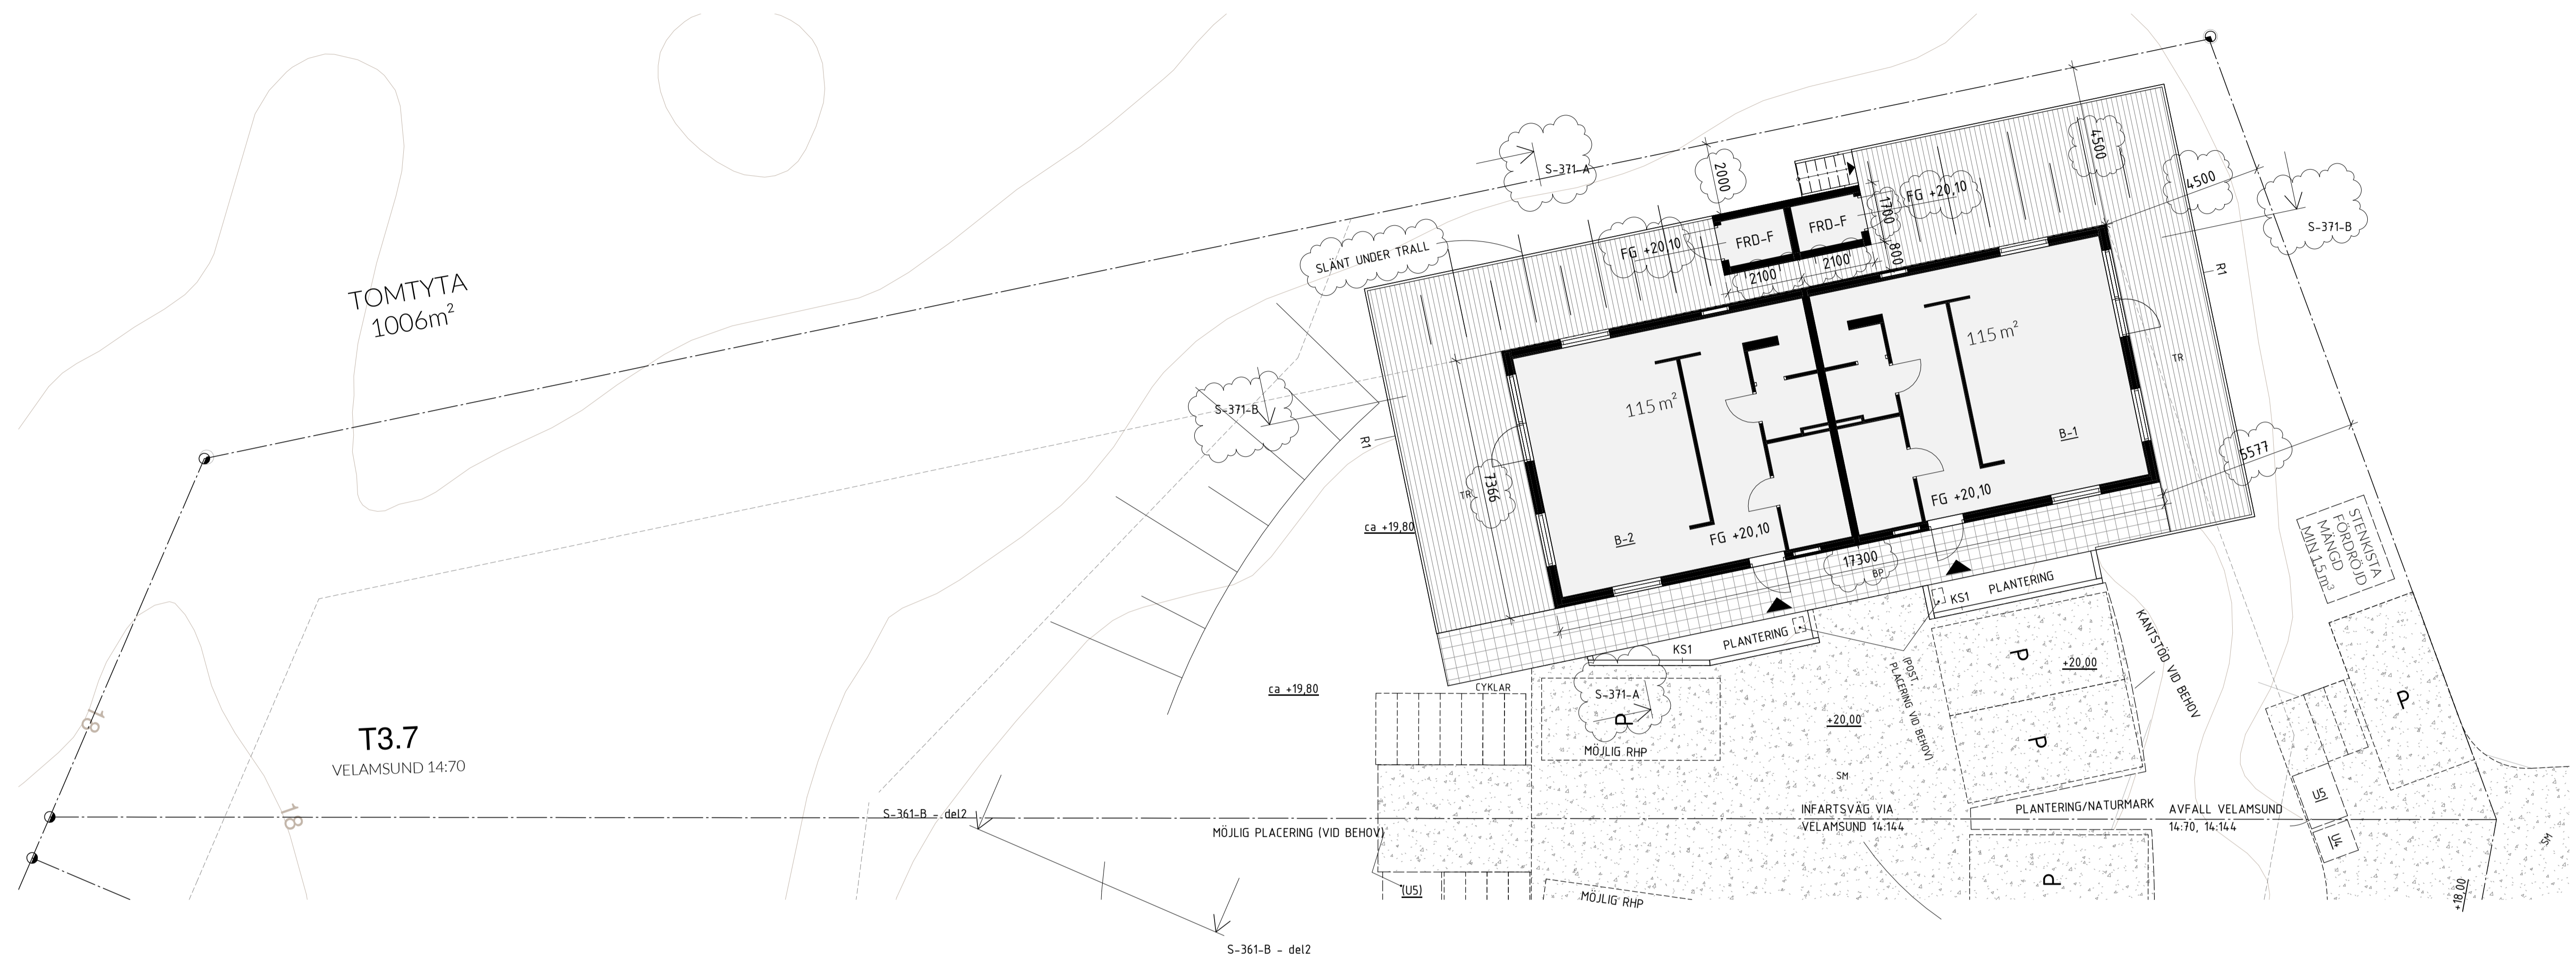 TOMTYTA
1006m²
T3.7
VELAMSUND 14:70
18
18
S-371-A
S-371-B
S-371-B
SLÄNT UNDER TRALL
2000
4500
4500
FG +20,10
FG +20,10
FRD-F
FRD-F
1700
800
2100
2100
R1
R1
TR
TR
115 m²
115 m²
7366
5577
B-1
B-2
FG +20,10
FG +20,10
17300
BP
ca +19,80
ca +19,80
STENKISTA
FÖRDRÖJD
MÄNGD
MIN 1.5 m³
PLANTERING
KS1
PLANTERING
KS1
(POST,
PLACERING VID BEHOV)
KANTSTÖD VID BEHOV
CYKLAR
S-371-A
P
MÖJLIG RHP
+20,00
+20,00
P
P
P
P
SM
SM
U5
U4
INFARTSVÄG VIA
VELAMSUND 14:144
PLANTERING/NATURMARK
AVFALL VELAMSUND
14:70, 14:144
S-361-B - del2
MÖJLIG PLACERING (VID BEHOV)
(U5)
MÖJLIG RHP
+18,00
S-361-B - del2